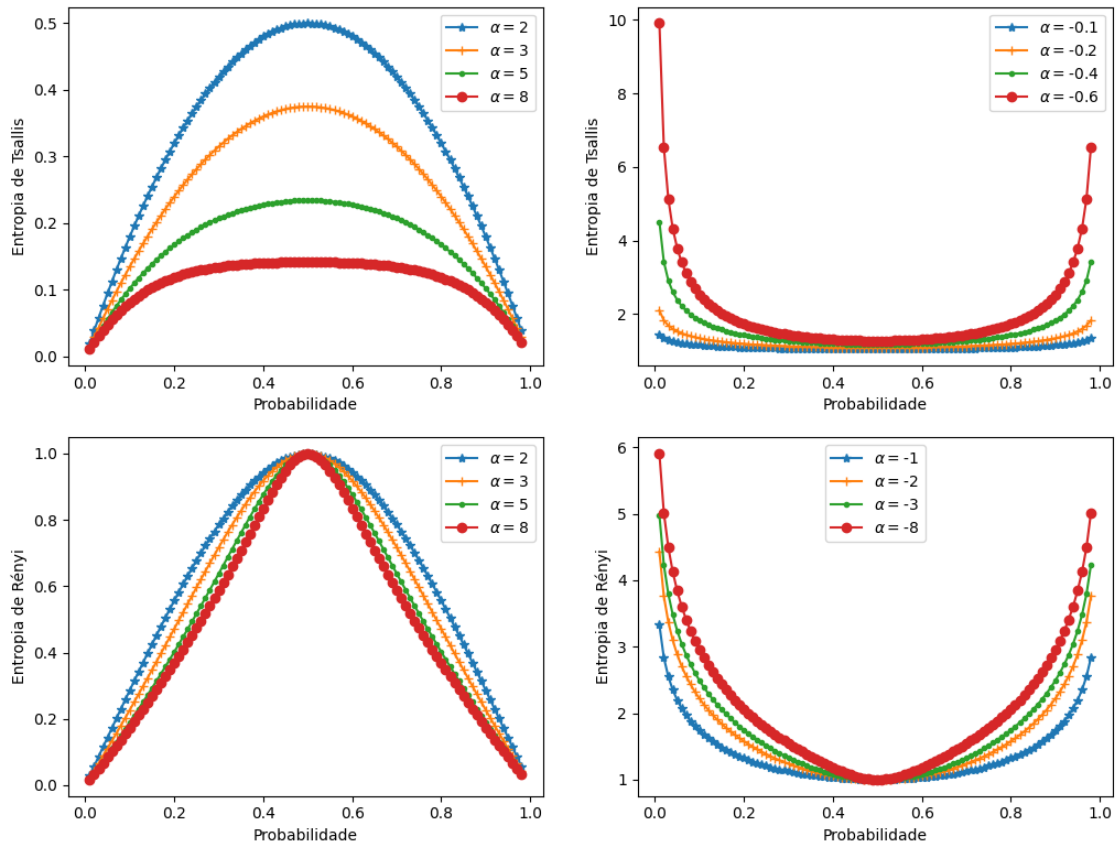 0.5
0.4
0.3
0.2
0.1
0.0
Entropia de Tsallis
α = 2
α = 3
α = 5
α = 8
0.0 0.2 0.4 0.6 0.8 1.0
Probabilidade
10
8
6
4
2
Entropia de Tsallis
α = -0.1
α = -0.2
α = -0.4
α = -0.6
0.0 0.2 0.4 0.6 0.8 1.0
Probabilidade
1.0
0.8
0.6
0.4
0.2
0.0
Entropia de Rényi
α = 2
α = 3
α = 5
α = 8
0.0 0.2 0.4 0.6 0.8 1.0
Probabilidade
6
5
4
3
2
1
Entropia de Rényi
α = -1
α = -2
α = -3
α = -8
0.0 0.2 0.4 0.6 0.8 1.0
Probabilidade